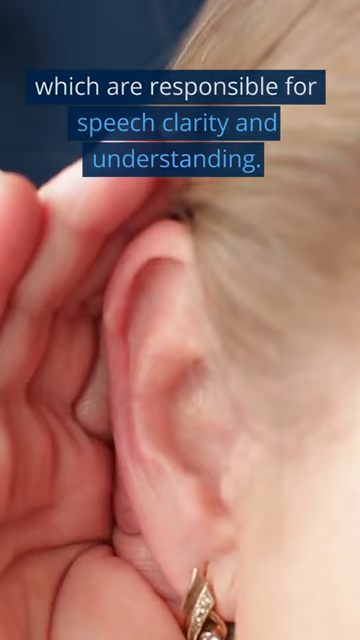 which are responsible for
speech clarity and
understanding.